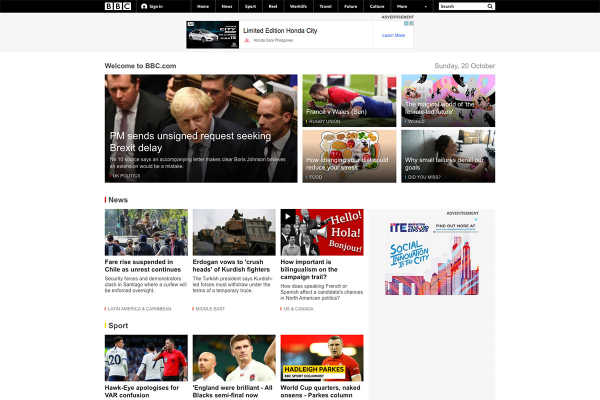 BBC
Sign in
Home
News
Sport
Reel
Worklife
Travel
Future
Culture
More
Search
ADVERTISEMENT
Limited Edition Honda City
Honda Cars Philippines
Learn More
Welcome to BBC.com
Sunday, 20 October
PM sends unsigned request seeking
Brexit delay
No 10 source says an accompanying letter makes clear Boris Johnson believes
an extension would be a mistake.
UK POLITICS
France v Wales (Sun)
RUGBY UNION
The magical world of 'the
female-led future'
WORLD
How changing your diet could
reduce your stress
FOOD
Why small failures derail our
goals
DID YOU MISS?
News
Hello!
Hola!
Bonjour!
Fare rise suspended in
Chile as unrest continues
Security forces and demonstrators
clash in Santiago where a curfew will
be enforced overnight.
LATIN AMERICA & CARIBBEAN
Erdogan vows to 'crush
heads' of Kurdish fighters
The Turkish president says Kurdish-
led forces must withdraw under the
terms of a temporary truce.
MIDDLE EAST
How important is
bilingualism on the
campaign trail?
How does speaking French or
Spanish affect a candidate's chances
in North American politics?
US & CANADA
ADVERTISEMENT
ITE
FIND OUT MORE AT
SOCIAL
INNOVATION
IN THE CITY
Sport
HADLEIGH PARKES
BBC SPORT COLUMNIST
Hawk-Eye apologises for
VAR confusion
'England were brilliant - All
Blacks semi-final now
World Cup quarters, naked
onsens - Parkes column